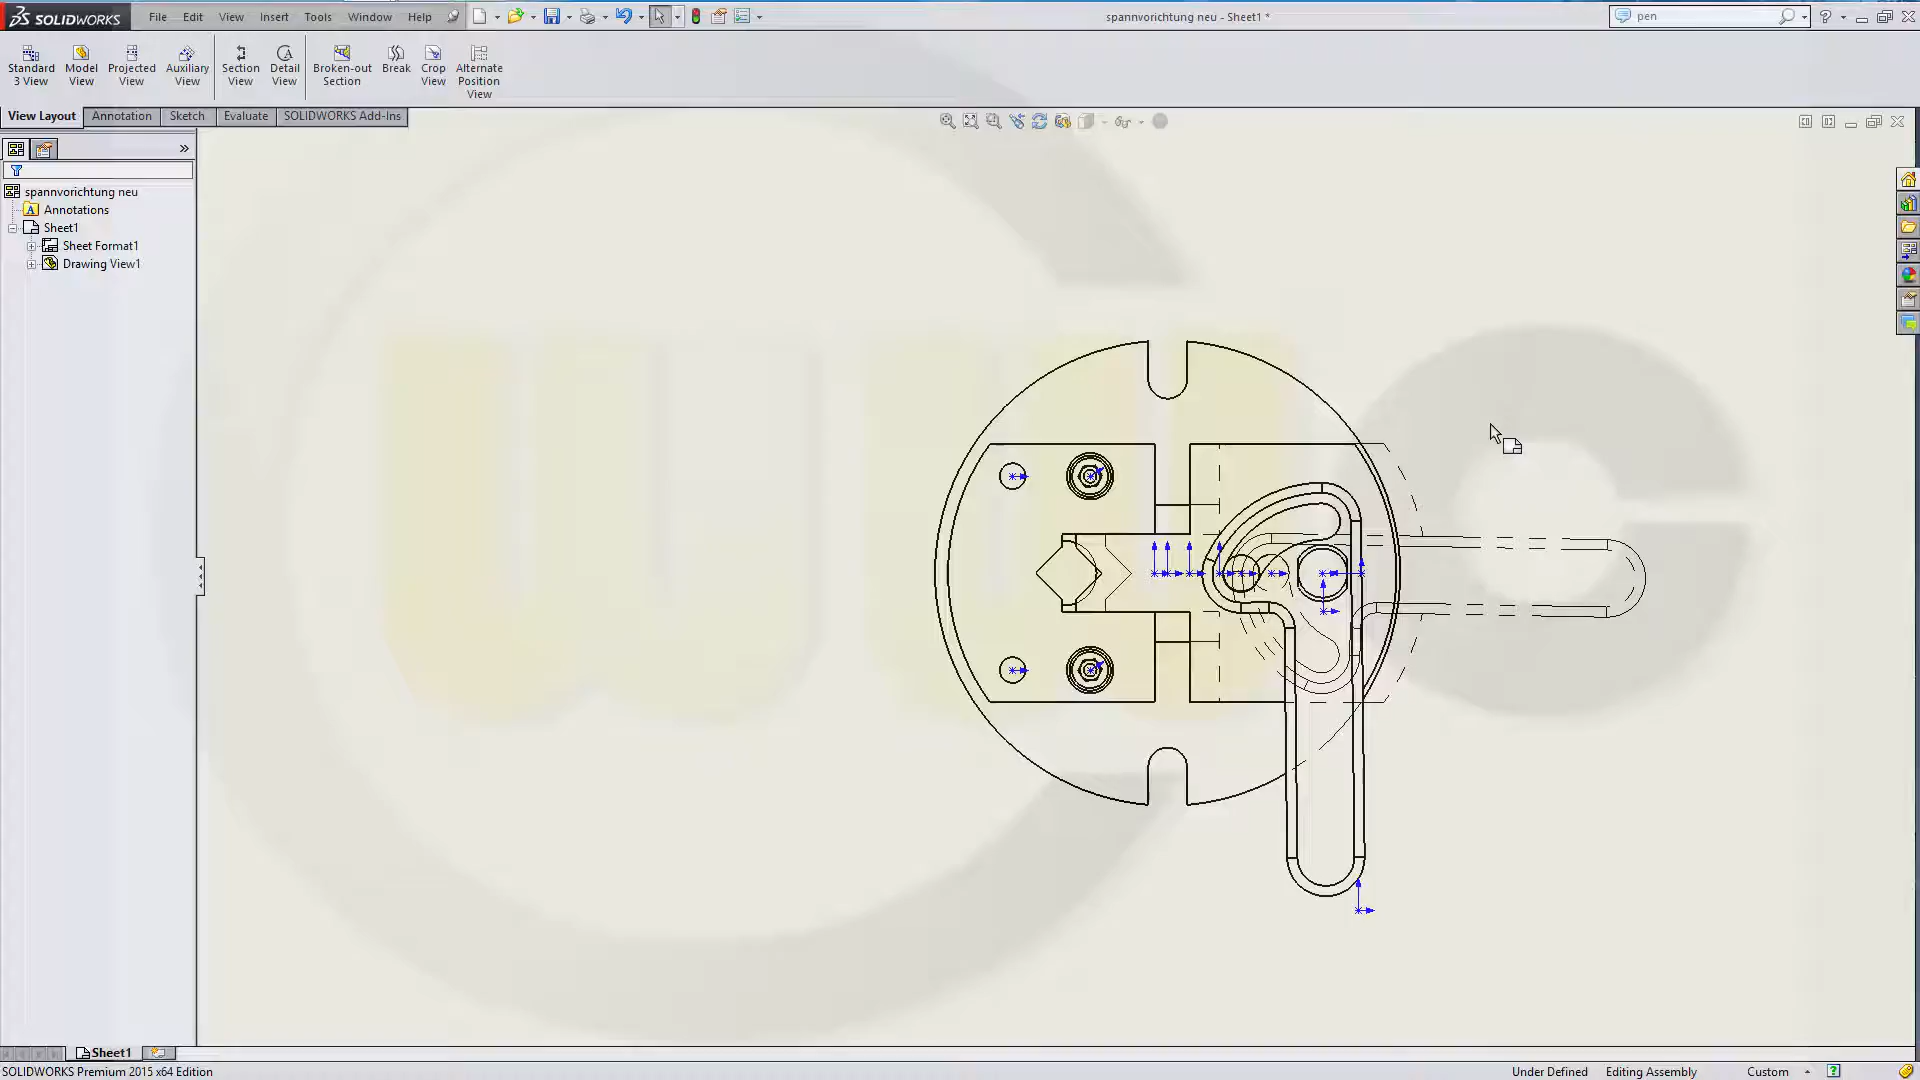 SOLIDWORKS File Edit View Insert Tools Window Help spannvorichtung neu - Sheet1 * pen
Standard 3 View
Model View
Projected View
Auxiliary View
Section View
Detail View
Broken-out Section
Break
Crop View
Alternate Position View
View Layout Annotation Sketch Evaluate SOLIDWORKS Add-Ins
spannvorichtung neu
Annotations
Sheet1
Sheet Format1
Drawing View1
Sheet1
SOLIDWORKS Premium 2015 x64 Edition Under Defined Editing Assembly Custom